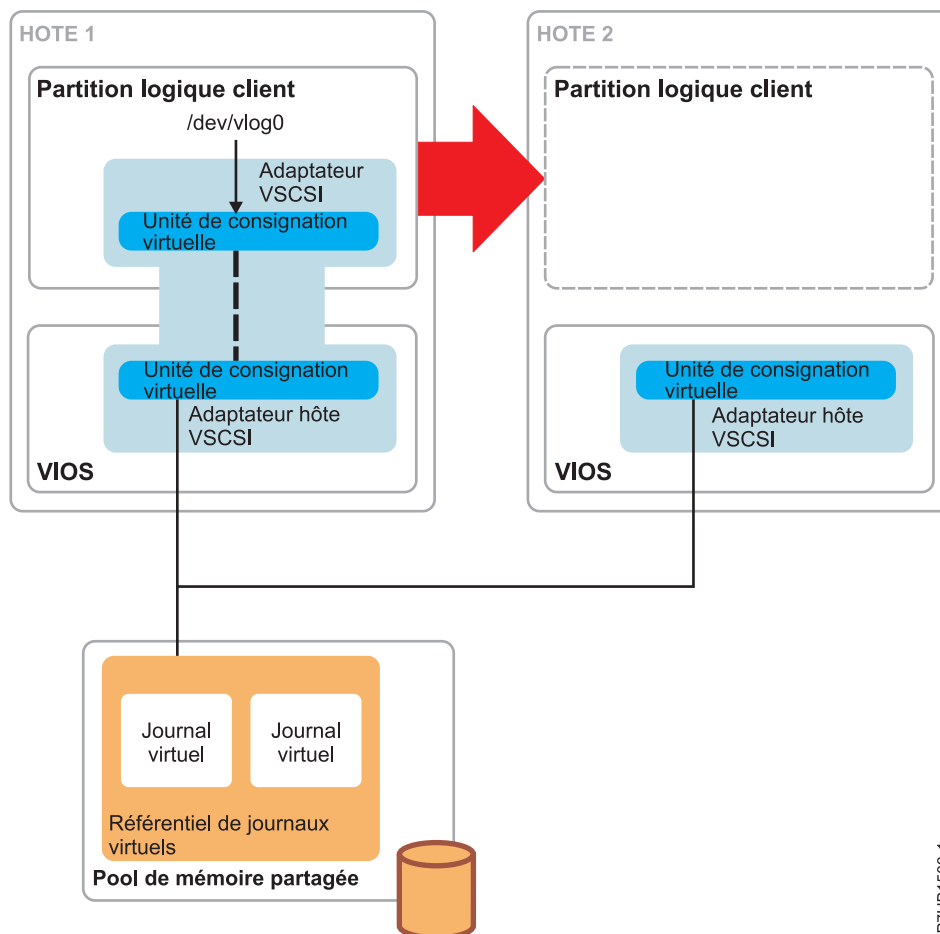 HOTE 1
Partition logique client
/dev/vlog0
Adaptateur
VSCSI
Unité de consignation
virtuelle
Unité de consignation
virtuelle
Adaptateur hôte
VSCSI
VIOS
HOTE 2
Partition logique client
Unité de consignation
virtuelle
Adaptateur hôte
VSCSI
VIOS
Journal
virtuel
Journal
virtuel
Référentiel de journaux
virtuels
Pool de mémoire partagée